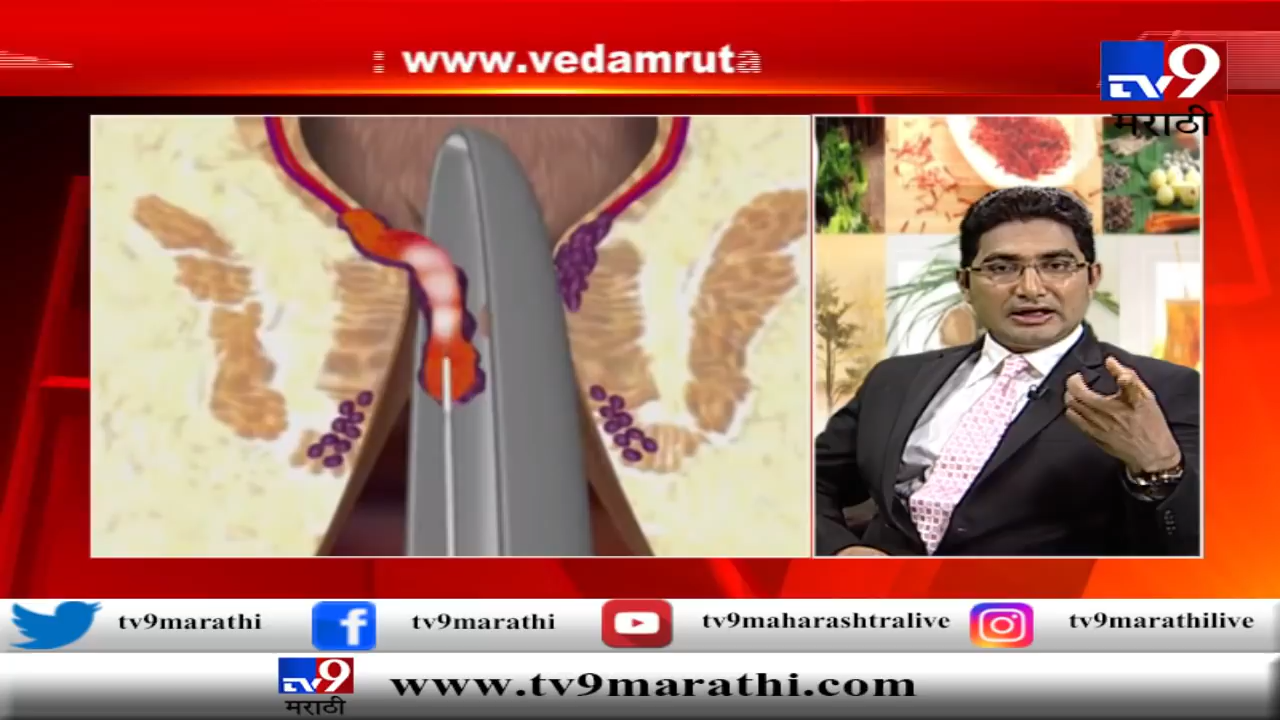 www.vedamruta
TV9
मराठी
tv9marathi
tv9marathi
tv9maharashtralive
tv9marathilive
TV9
मराठी
www.tv9marathi.com